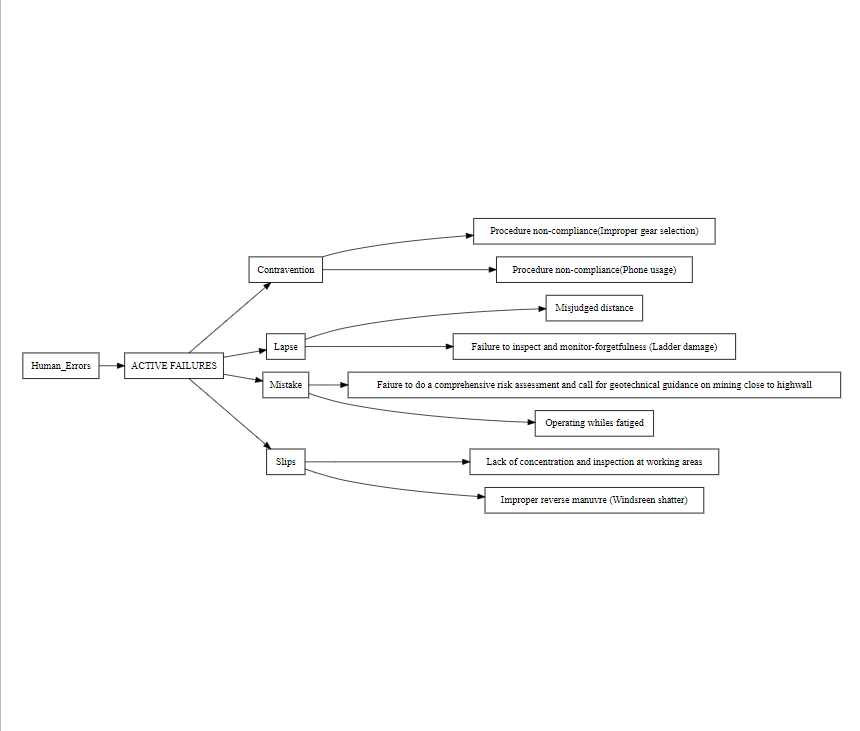 Procedure non-compliance(Improper gear selection)
Contravention
Procedure non-compliance(Phone usage)
Misjudged distance
Lapse
Failure to inspect and monitor-forgetfulness (Ladder damage)
Human_Errors
ACTIVE FAILURES
Mistake
Faiure to do a comprehensive risk assessment and call for geotechnical guidance on mining close to highwall
Operating whiles fatiged
Slips
Lack of concentration and inspection at working areas
Improper reverse manuvre (Windsreen shatter)